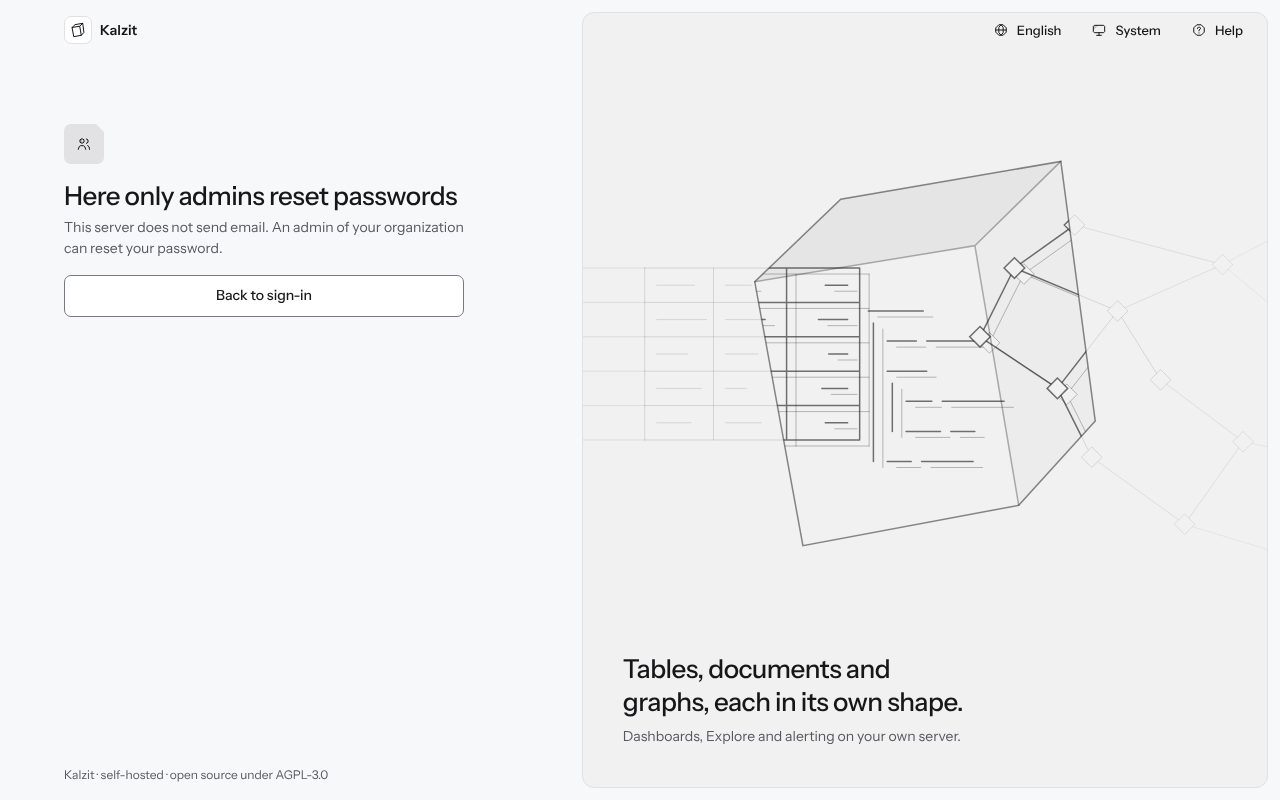 Kalzit
English
System
Help
Here only admins reset passwords
This server does not send email. An admin of your organization
can reset your password.
Back to sign-in
Tables, documents and
graphs, each in its own shape.
Dashboards, Explore and alerting on your own server.
Kalzit · self-hosted · open source under AGPL-3.0